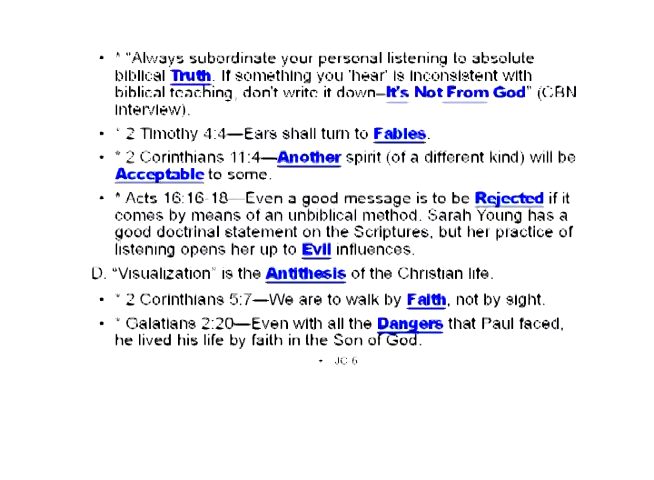 • * "Always subordinate your personal listening to absolute
biblical Truth. If something you 'hear' is inconsistent with
biblical teaching, don't write it down–It's Not From God" (CBN
Interview).
• * 2 Timothy 4:4—Ears shall turn to Fables.
• * 2 Corinthians 11:4—Another spirit (of a different kind) will be
Acceptable to some.
• * Acts 16:16-18—Even a good message is to be Rejected if it
comes by means of an unbiblical method. Sarah Young has a
good doctrinal statement on the Scriptures, but her practice of
listening opens her up to Evil influences.
D. "Visualization" is the Antithesis of the Christian life.
• * 2 Corinthians 5:7—We are to walk by Faith, not by sight.
• * Galatians 2:20—Even with all the Dangers that Paul faced,
he lived his life by faith in the Son of God.
• JC-6